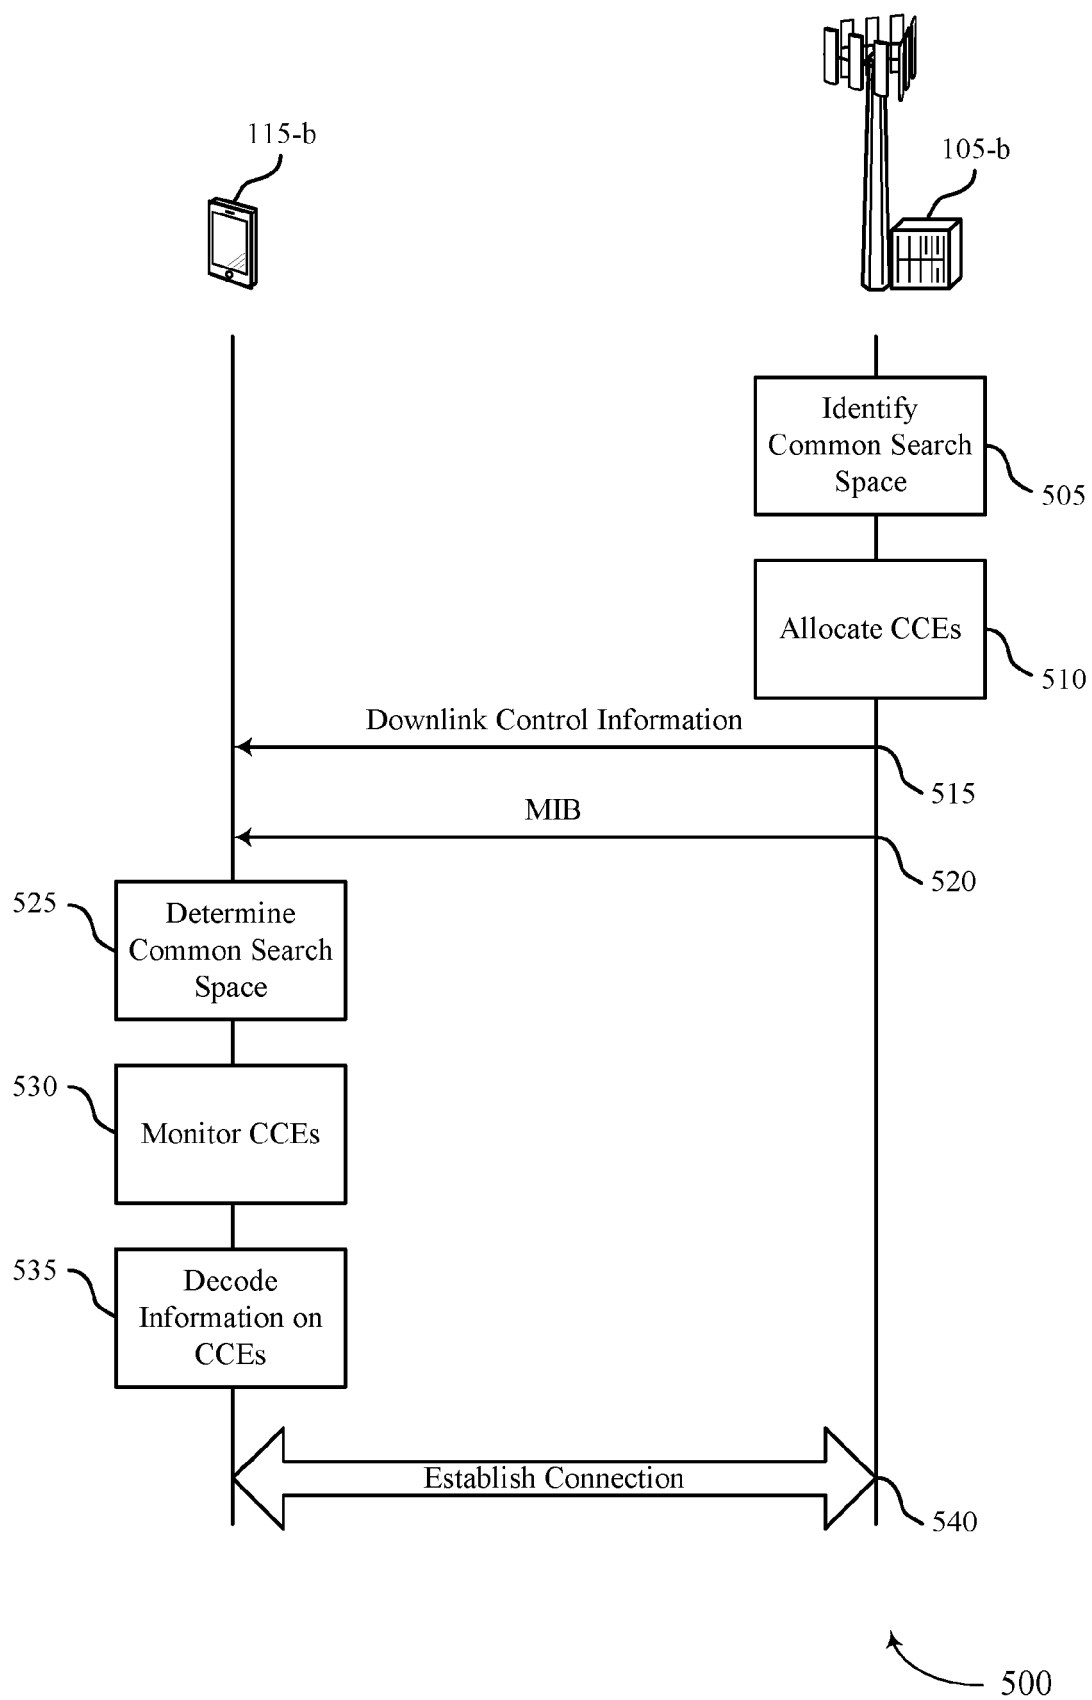 115-b
105-b
Identify
Common Search
Space
505
Allocate CCEs
510
Downlink Control Information
515
MIB
520
525
Determine
Common Search
Space
530
Monitor CCEs
535
Decode
Information on
CCEs
Establish Connection
540
500